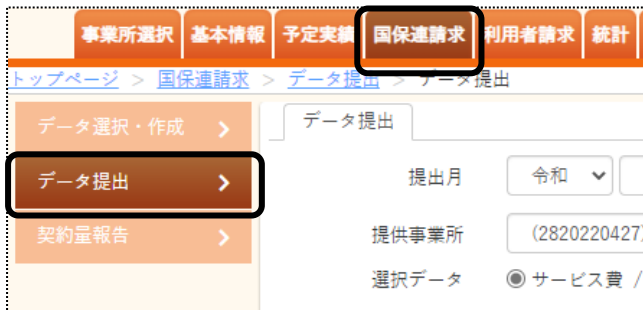 事業所選択 基本情報 予定実績 国保連請求 利用者請求 統計
トップページ > 国保連請求 > データ提出 > データ提出
データ選択・作成
データ提出
データ提出
提出月 令和
契約量報告
提供事業所 (2820220427)
選択データ サービス費 /